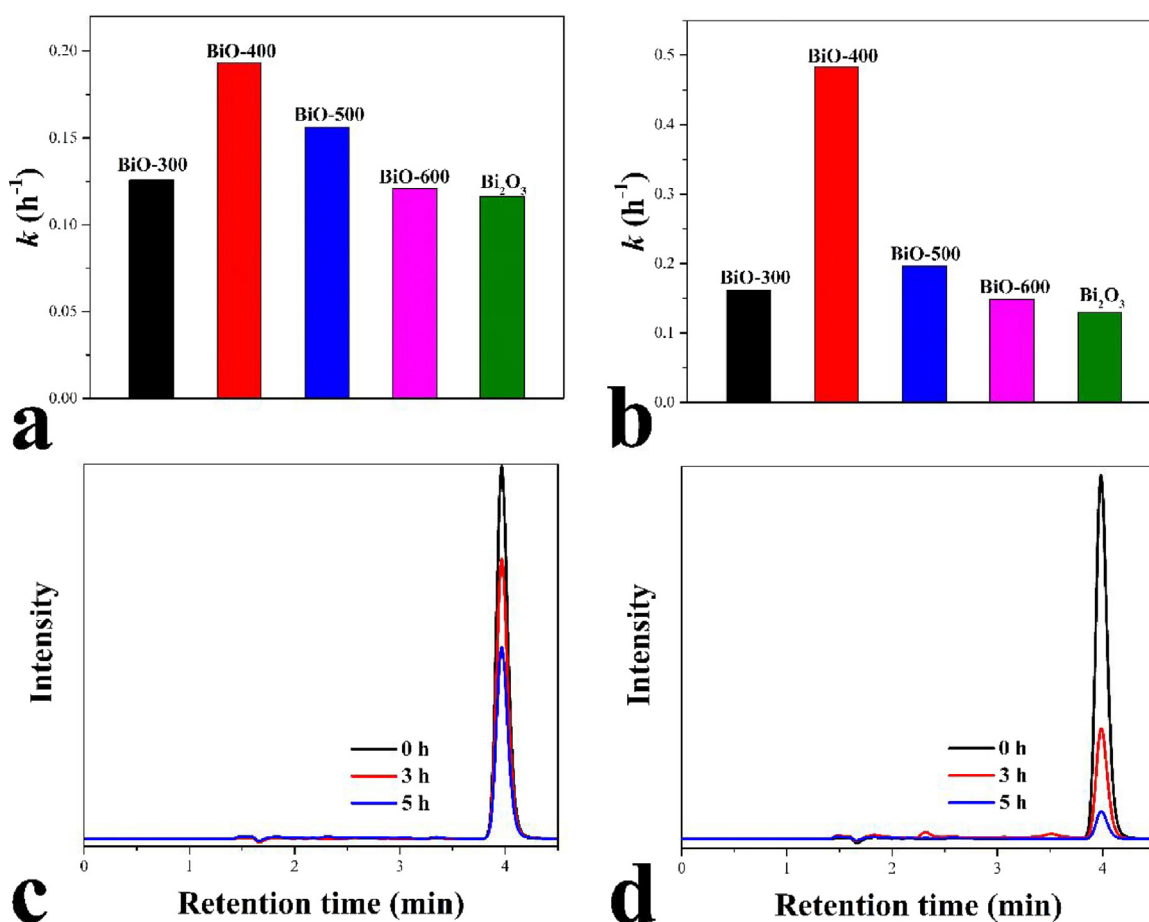 0.20
0.15
0.10
0.05
0.00
k (h⁻¹)
BiO-300
BiO-400
BiO-500
BiO-600
Bi₂O₃
a
0.5
0.4
0.3
0.2
0.1
0.0
k (h⁻¹)
BiO-300
BiO-400
BiO-500
BiO-600
Bi₂O₃
b
Intensity
0 h
3 h
5 h
0 1 2 3 4
Retention time (min)
c
Intensity
0 h
3 h
5 h
0 1 2 3 4
Retention time (min)
d